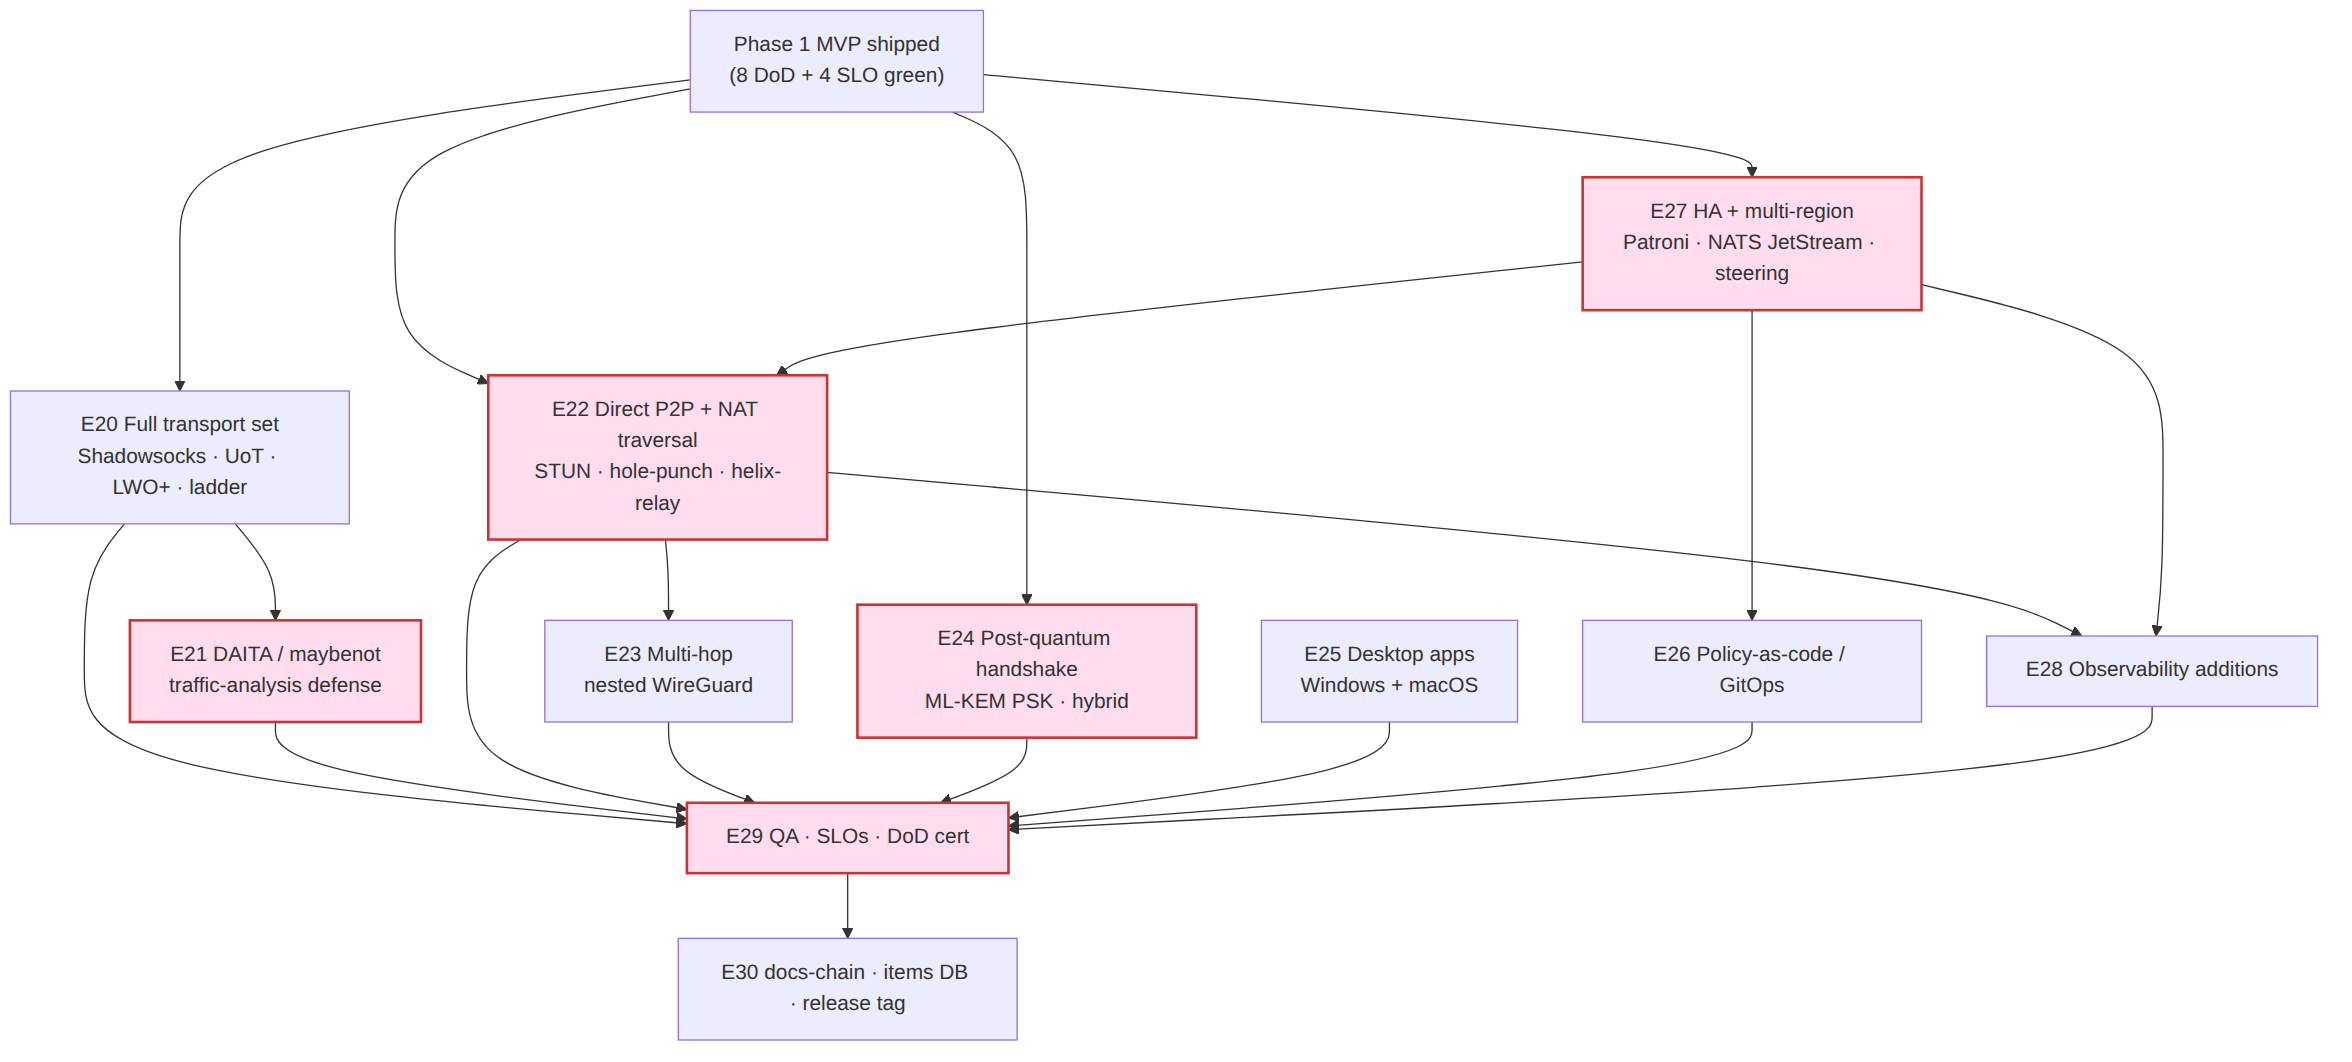 Phase 1 MVP shipped
(8 DoD + 4 SLO green)
E27 HA + multi-region
Patroni · NATS JetStream ·
steering
E20 Full transport set
Shadowsocks · UoT ·
LWO+ · ladder
E22 Direct P2P + NAT
traversal
STUN · hole-punch · helix-
relay
E21 DAITA / maybenot
traffic-analysis defense
E23 Multi-hop
nested WireGuard
E24 Post-quantum
handshake
ML-KEM PSK · hybrid
E25 Desktop apps
Windows + macOS
E26 Policy-as-code /
GitOps
E28 Observability additions
E29 QA · SLOs · DoD cert
E30 docs-chain · items DB
· release tag